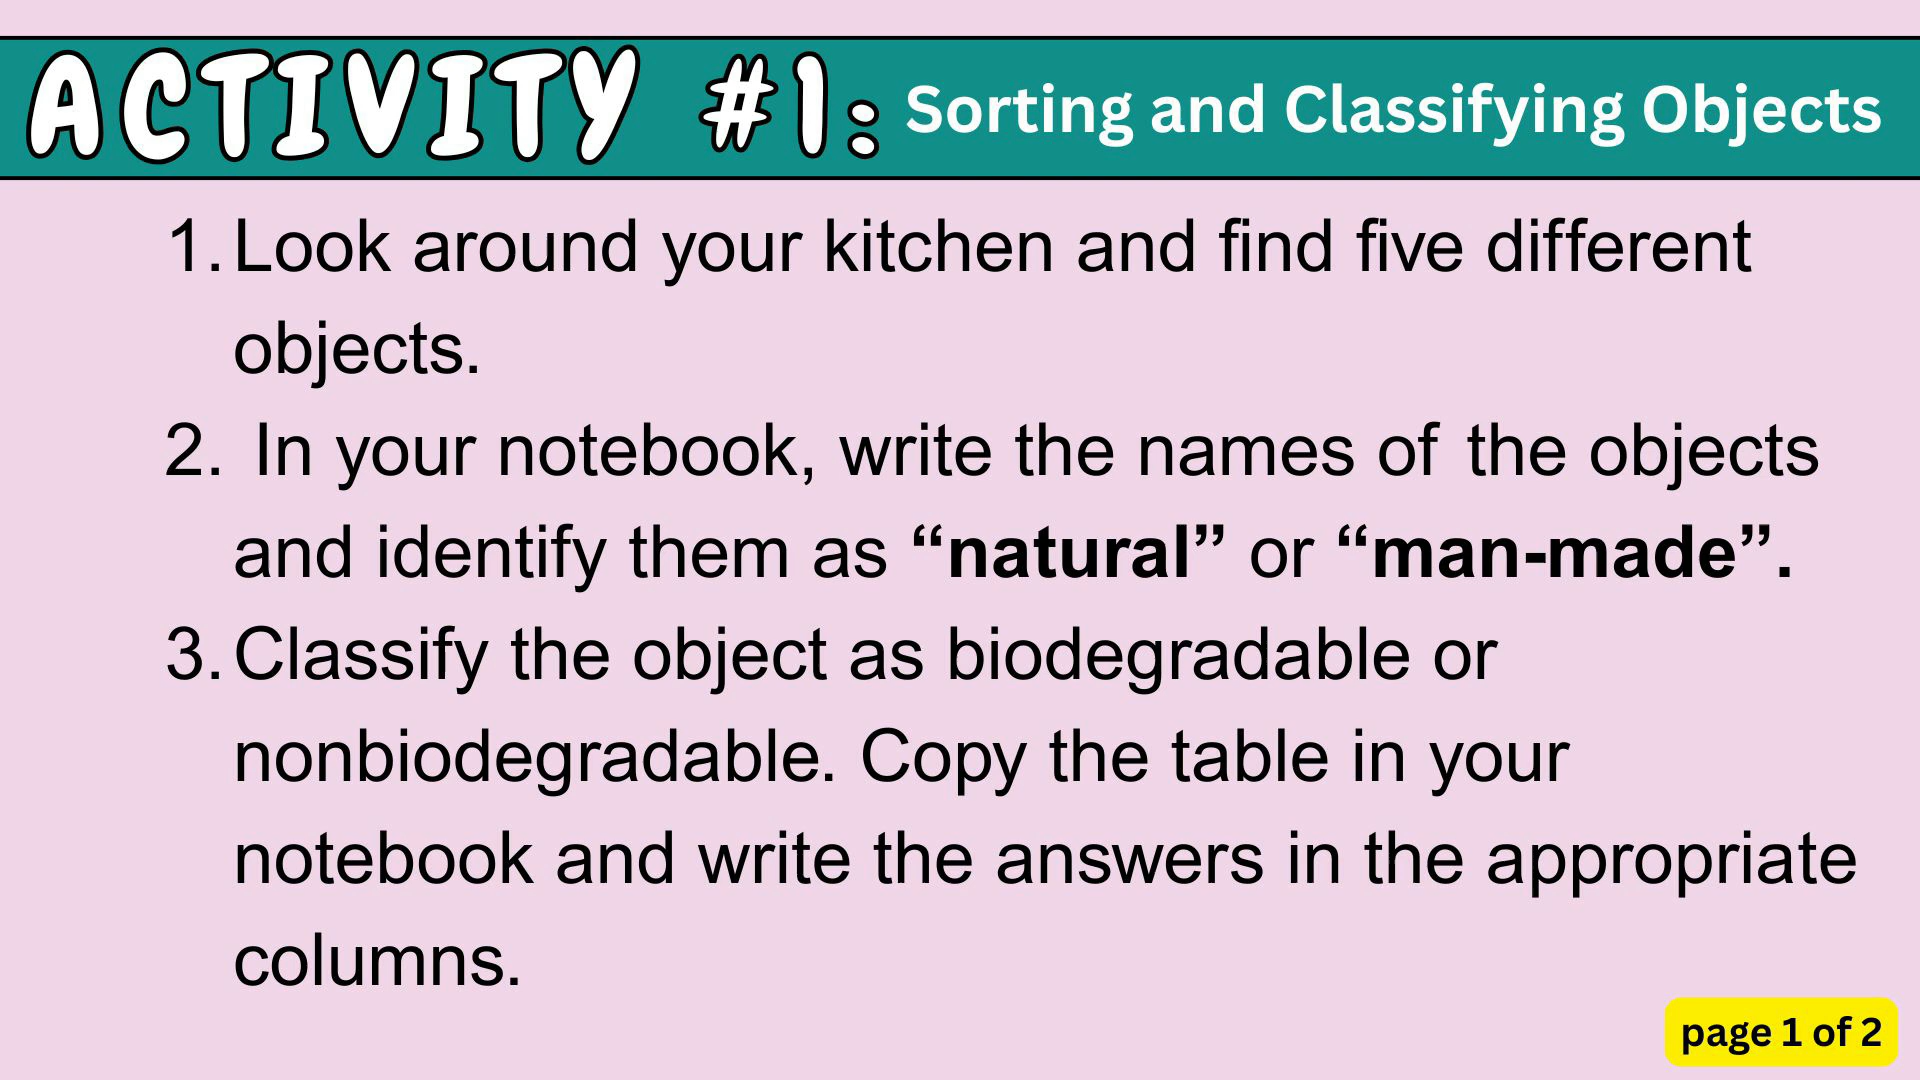 ACTIVITY #1: Sorting and Classifying Objects
1. Look around your kitchen and find five different
objects.
2. In your notebook, write the names of the objects
and identify them as “natural” or “man-made”.
3. Classify the object as biodegradable or
nonbiodegradable. Copy the table in your
notebook and write the answers in the appropriate
columns.
page 1 of 2